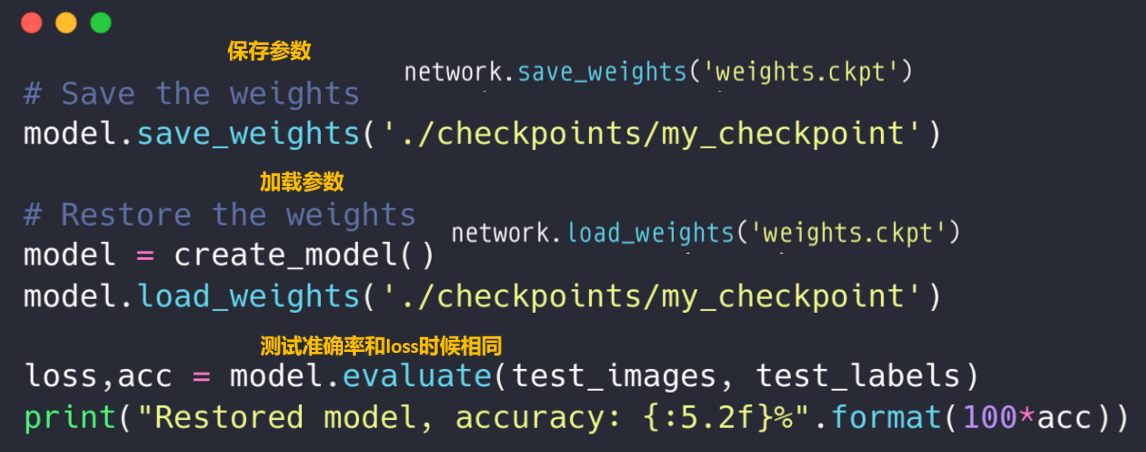 保存参数
network.save_weights('weights.ckpt')
# Save the weights
model.save_weights('./checkpoints/my_checkpoint')
加载参数
# Restore the weights
network.load_weights('weights.ckpt')
model = create_model()
model.load_weights('./checkpoints/my_checkpoint')
测试准确率和loss时候相同
loss,acc = model.evaluate(test_images, test_labels)
print("Restored model, accuracy: {:5.2f}%".format(100*acc))